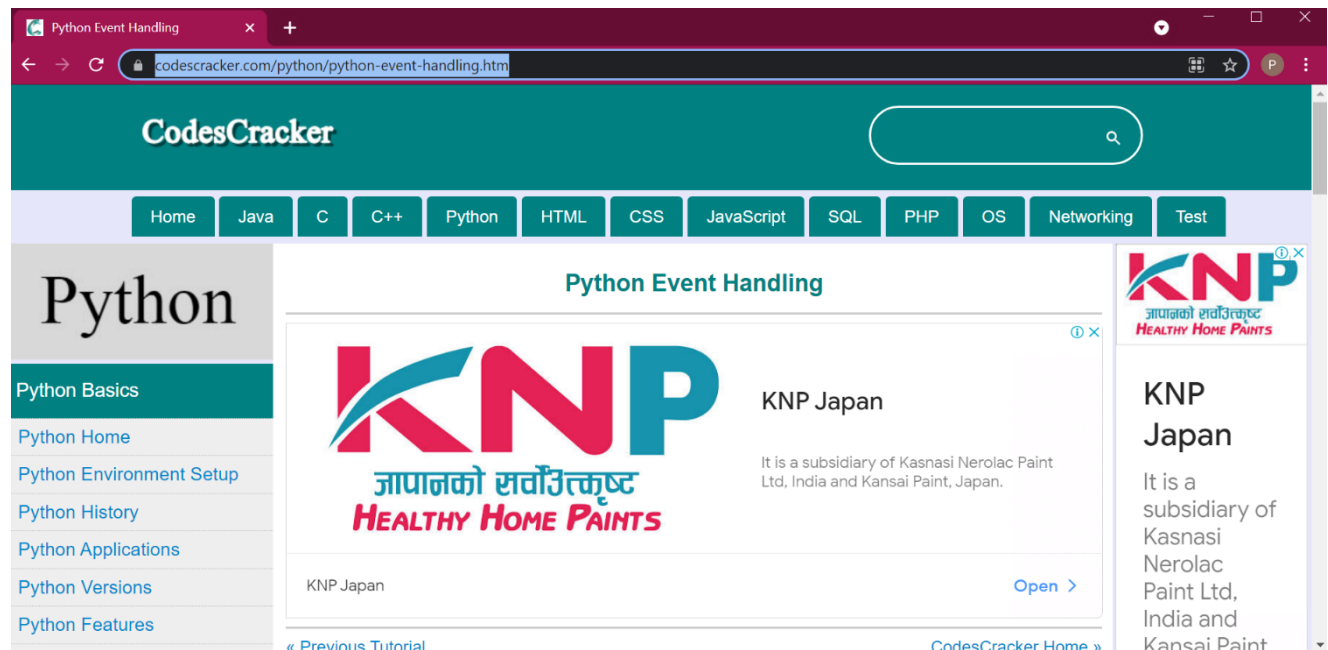 Python Event Handling
codescracker.com/python/python-event-handling.htm
P
CodesCracker
Home Java C C++ Python HTML CSS JavaScript SQL PHP OS Networking Test
Python
Python Basics
Python Home
Python Environment Setup
Python History
Python Applications
Python Versions
Python Features
Python Event Handling
KNP
जापानको सर्वोउत्कृष्ट
HEALTHY HOME PAINTS
KNP Japan
It is a subsidiary of Kasnasi Nerolac Paint
Ltd, India and Kansai Paint, Japan.
KNP Japan
Open
« Previous Tutorial
CodesCracker Home »
KNP
जापानको सर्वोउत्कृष्ट
HEALTHY HOME PAINTS
KNP
Japan
It is a
subsidiary of
Kasnasi
Nerolac
Paint Ltd,
India and
Kansai Paint